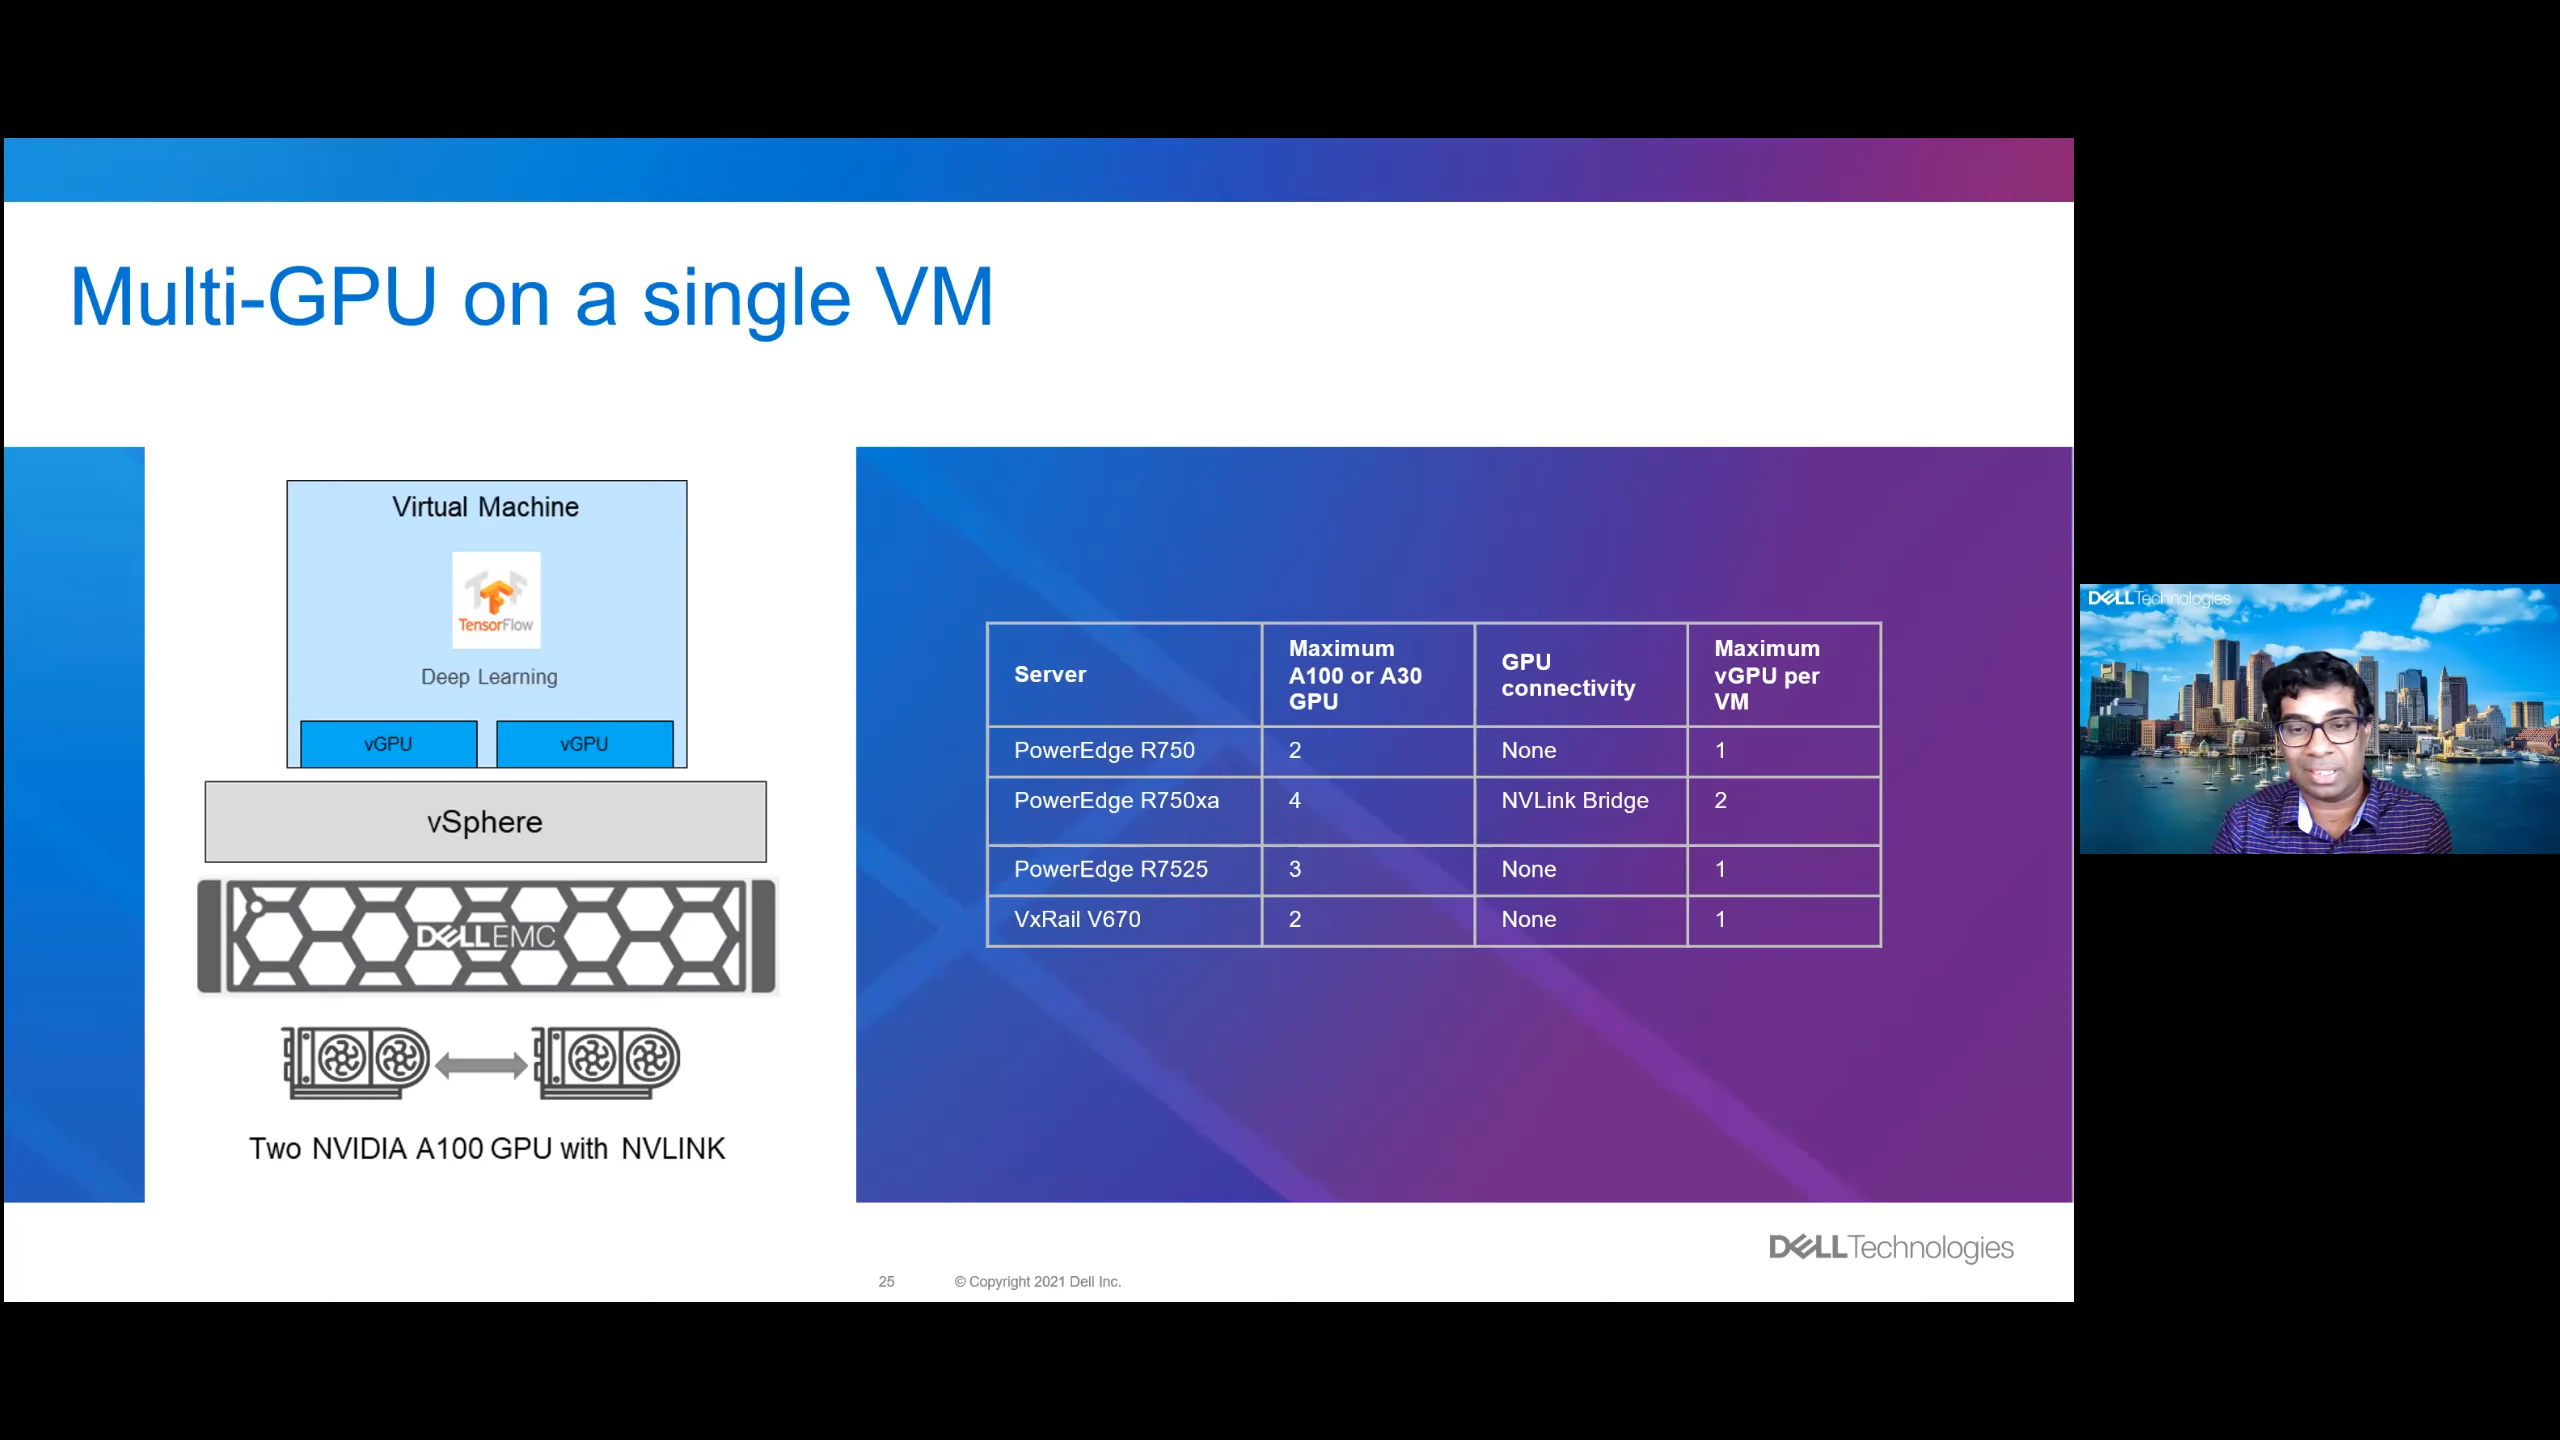 Multi-GPU on a single VM
Virtual Machine
TensorFlow
Deep Learning
vGPU
vGPU
vSphere
DELLEMC
Two NVIDIA A100 GPU with NVLINK
Server
Maximum
A100 or A30
GPU
GPU
connectivity
Maximum
vGPU per
VM
PowerEdge R750
2
None
1
PowerEdge R750xa
4
NVLink Bridge
2
PowerEdge R7525
3
None
1
VxRail V670
2
None
1
DELLTechnologies
25
© Copyright 2021 Dell Inc.
DELLTechnologies